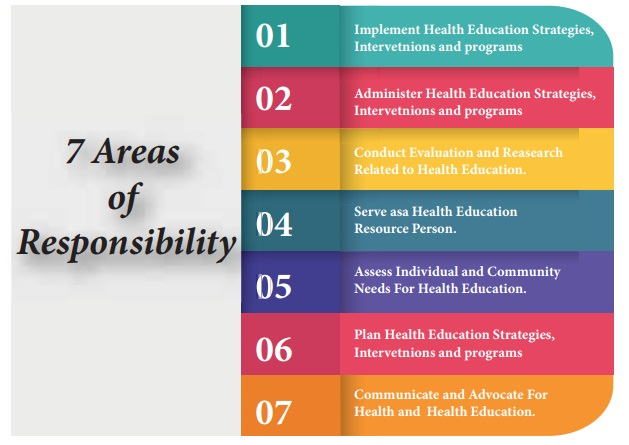 7 Areas
of
Responsibility
01
Implement Health Education Strategies,
Intervetnions and programs
02
Administer Health Education Strategies,
Intervetnions and programs
03
Conduct Evaluation and Reasearch
Related to Health Education.
04
Serve asa Health Education
Resource Person.
05
Assess Individual and Community
Needs For Health Education.
06
Plan Health Education Strategies,
Intervetnions and programs
07
Communicate and Advocate For
Health and Health Education.